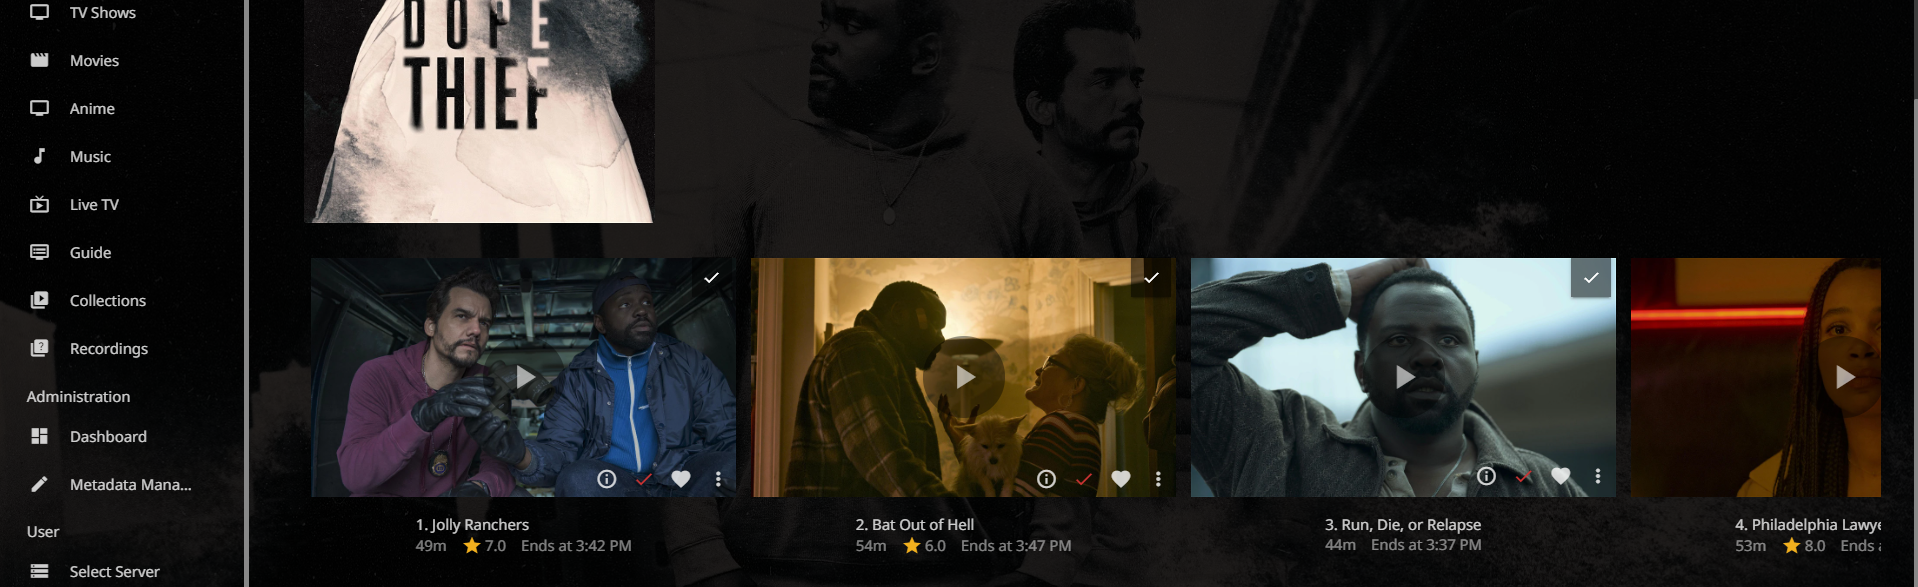 TV Shows
Movies
Anime
Music
Live TV
Guide
Collections
Recordings
Administration
Dashboard
Metadata Mana...
User
Select Server
DOPE
THIEF
1. Jolly Ranchers
49m 7.0 Ends at 3:42 PM
2. Bat Out of Hell
54m 6.0 Ends at 3:47 PM
3. Run, Die, or Relapse
44m Ends at 3:37 PM
4. Philadelphia Lawye
53m 8.0 Ends a